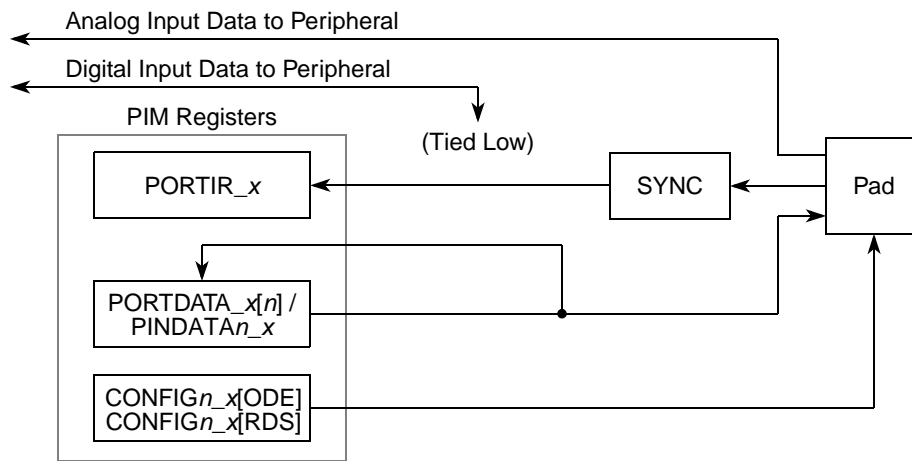 Analog Input Data to Peripheral
Digital Input Data to Peripheral
PIM Registers
(Tied Low)
PORTIR_x
SYNC
Pad
PORTDATA_x[n] /
PINDATAn_x
CONFIGn_x[ODE]
CONFIGn_x[RDS]